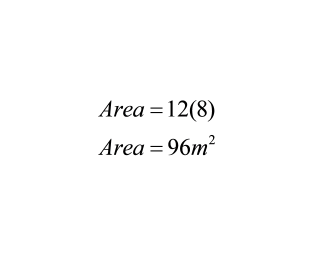 Area = 12(8)
Area = 96m²